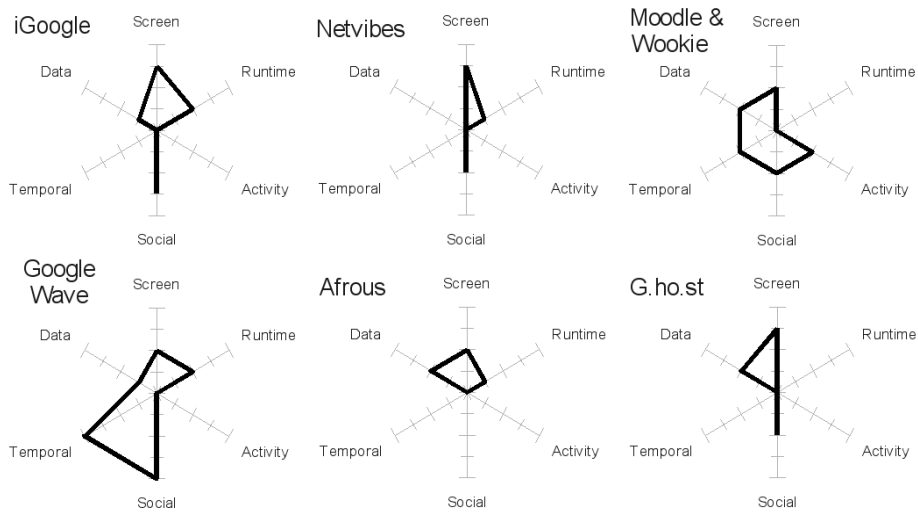 iGoogle
Screen
Data
Runtime
Temporal
Activity
Social
Netvibes
Screen
Data
Runtime
Temporal
Activity
Social
Moodle &
Wookie
Screen
Data
Runtime
Temporal
Activity
Social
Google
Wave
Screen
Data
Runtime
Temporal
Activity
Social
Afrous
Screen
Data
Runtime
Temporal
Activity
Social
G.ho.st
Screen
Data
Runtime
Temporal
Activity
Social